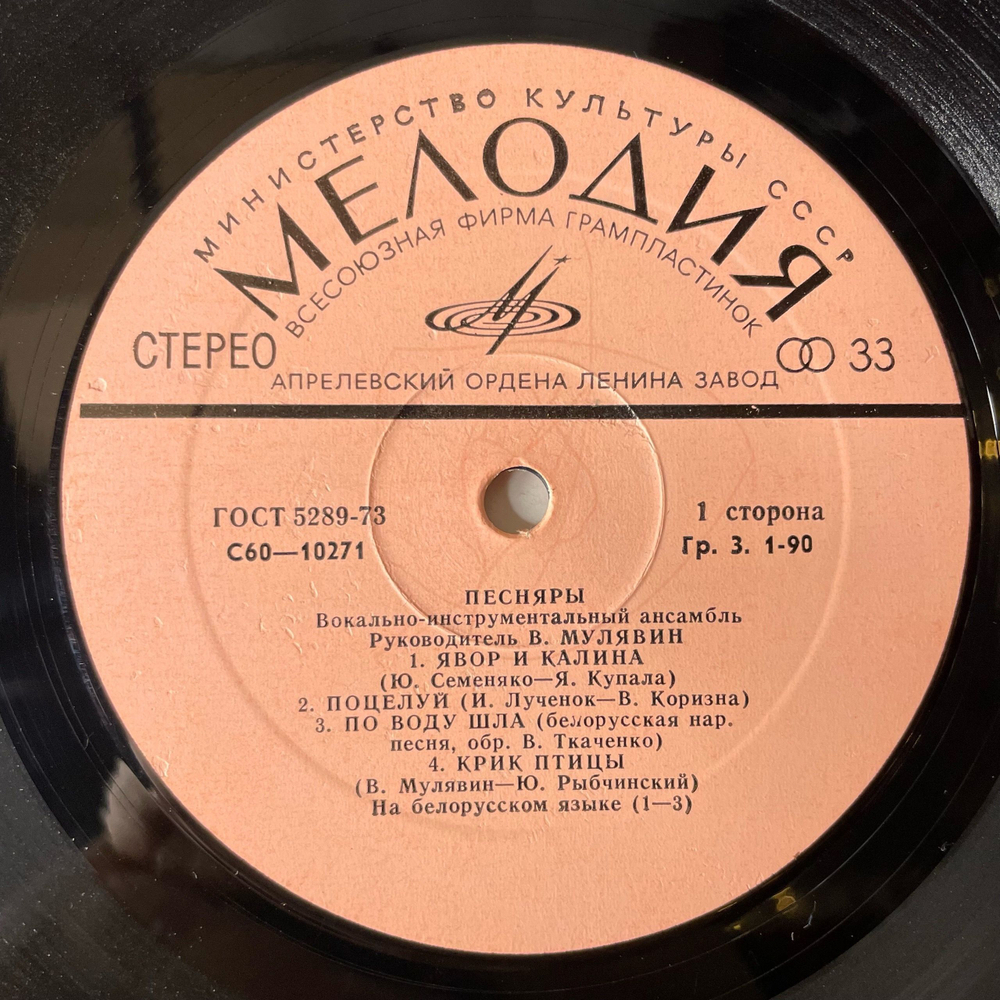 МИНИСТЕРСТВО КУЛЬТУРЫ СССР
МЕЛОДИЯ
ВСЕСОЮЗНАЯ ФИРМА ГРАМПЛАСТИНОК
СТЕРЕО
33
АПРЕЛЕВСКИЙ ОРДЕНА ЛЕНИНА ЗАВОД
ГОСТ 5289-73
С60—10271
1 сторона
Гр. 3. 1-90
ПЕСНЯРЫ
Вокально-инструментальный ансамбль
Руководитель В. МУЛЯВИН
1. ЯВОР И КАЛИНА
(Ю. Семеняко—Я. Купала)
2. ПОЦЕЛУЙ (И. Лученок—В. Коризна)
3. ПО ВОДУ ШЛА (белорусская нар.
песня, обр. В. Ткаченко)
4. КРИК ПТИЦЫ
(В. Мулявин—Ю. Рыбчинский)
На белорусском языке (1—3)